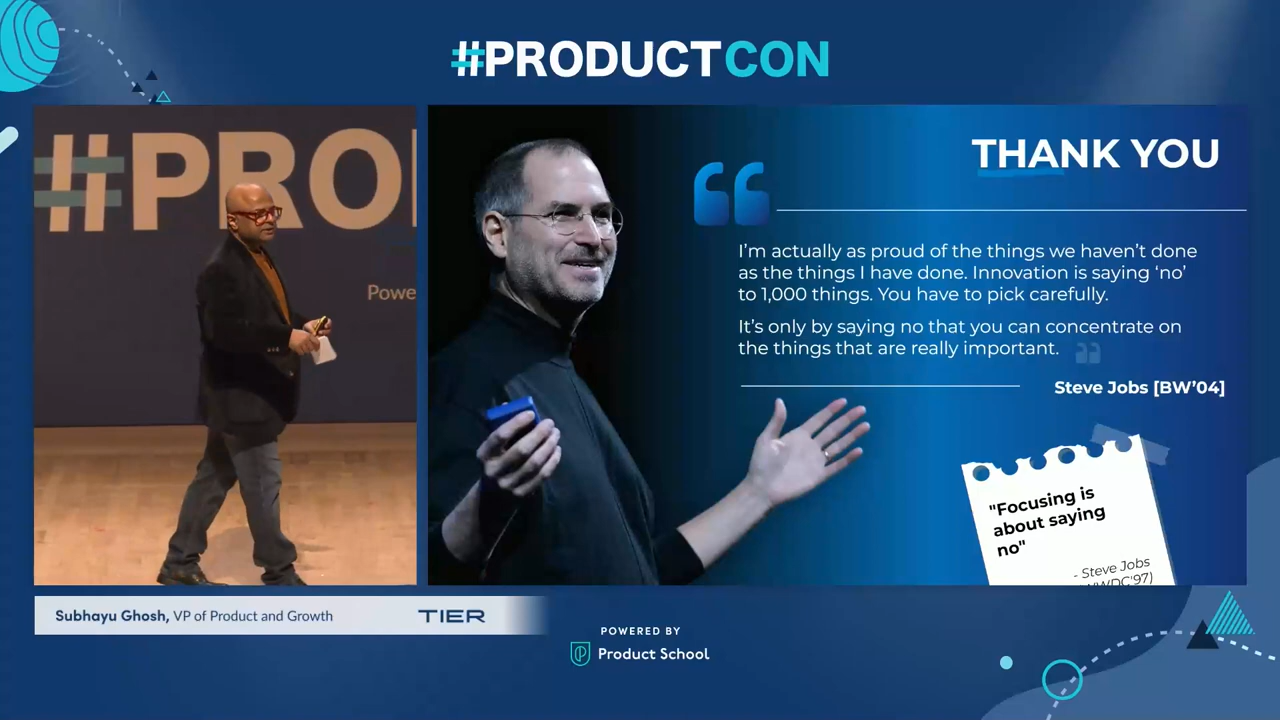 #PRODUCTCON
#PRO
Powe
THANK YOU
I'm actually as proud of the things we haven't done
as the things I have done. Innovation is saying 'no'
to 1,000 things. You have to pick carefully.
It's only by saying no that you can concentrate on
the things that are really important.
Steve Jobs [BW'04]
"Focusing is
about saying
no"
- Steve Jobs
WWDC'97)
Subhayu Ghosh, VP of Product and Growth
TIER
POWERED BY
Product School